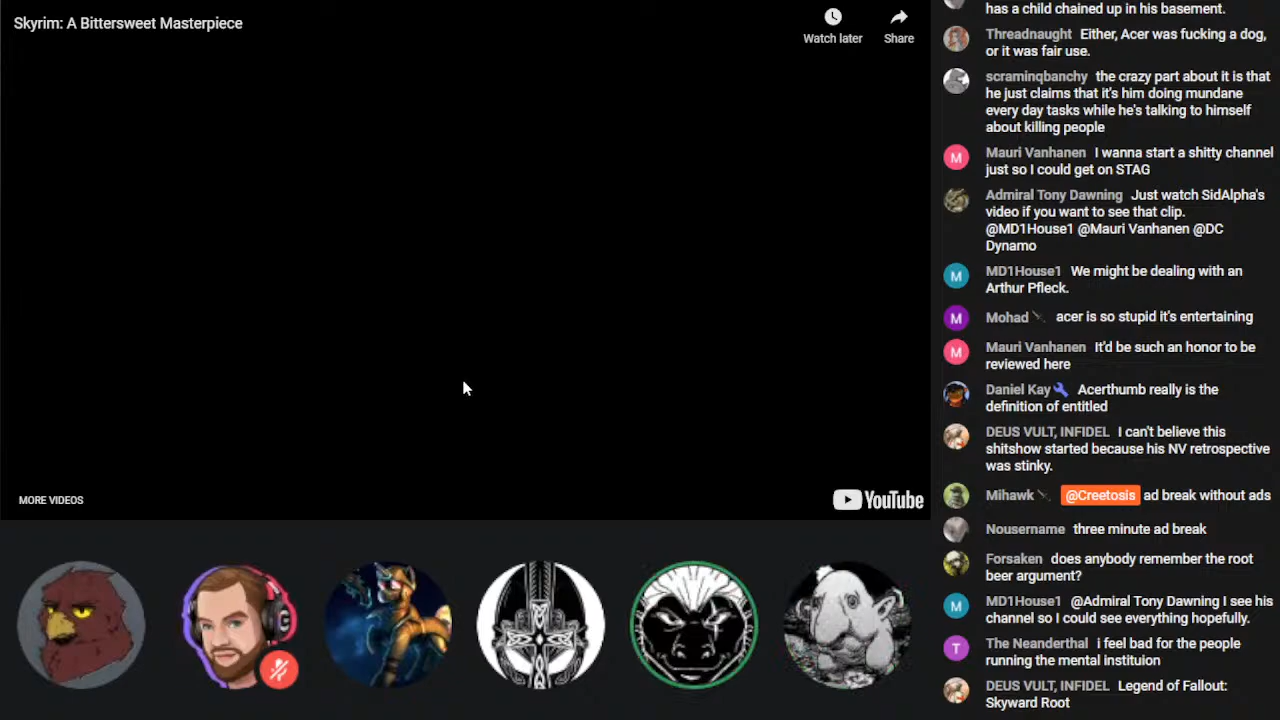 Skyrim: A Bittersweet Masterpiece
Watch later
Share
MORE VIDEOS
YouTube
has a child chained up in his basement.
Threadnaught Either, Acer was fucking a dog,
or it was fair use.
scraminqbanchy the crazy part about it is that
he just claims that it's him doing mundane
every day tasks while he's talking to himself
about killing people
M
Mauri Vanhanen I wanna start a shitty channel
just so I could get on STAG
Admiral Tony Dawning Just watch SidAlpha's
video if you want to see that clip.
@MD1House1 @Mauri Vanhanen @DC
Dynamo
M
MD1House1 We might be dealing with an
Arthur Pfleck.
M
Mohad acer is so stupid it's entertaining
M
Mauri Vanhanen It'd be such an honor to be
reviewed here
Daniel Kay Acerthumb really is the
definition of entitled
DEUS VULT, INFIDEL I can't believe this
shitshow started because his NV retrospective
was stinky.
Mihawk @Creetosis ad break without ads
Nousername three minute ad break
Forsaken does anybody remember the root
beer argument?
M
MD1House1 @Admiral Tony Dawning I see his
channel so I could see everything hopefully.
T
The Neanderthal i feel bad for the people
running the mental instituion
DEUS VULT, INFIDEL Legend of Fallout:
Skyward Root